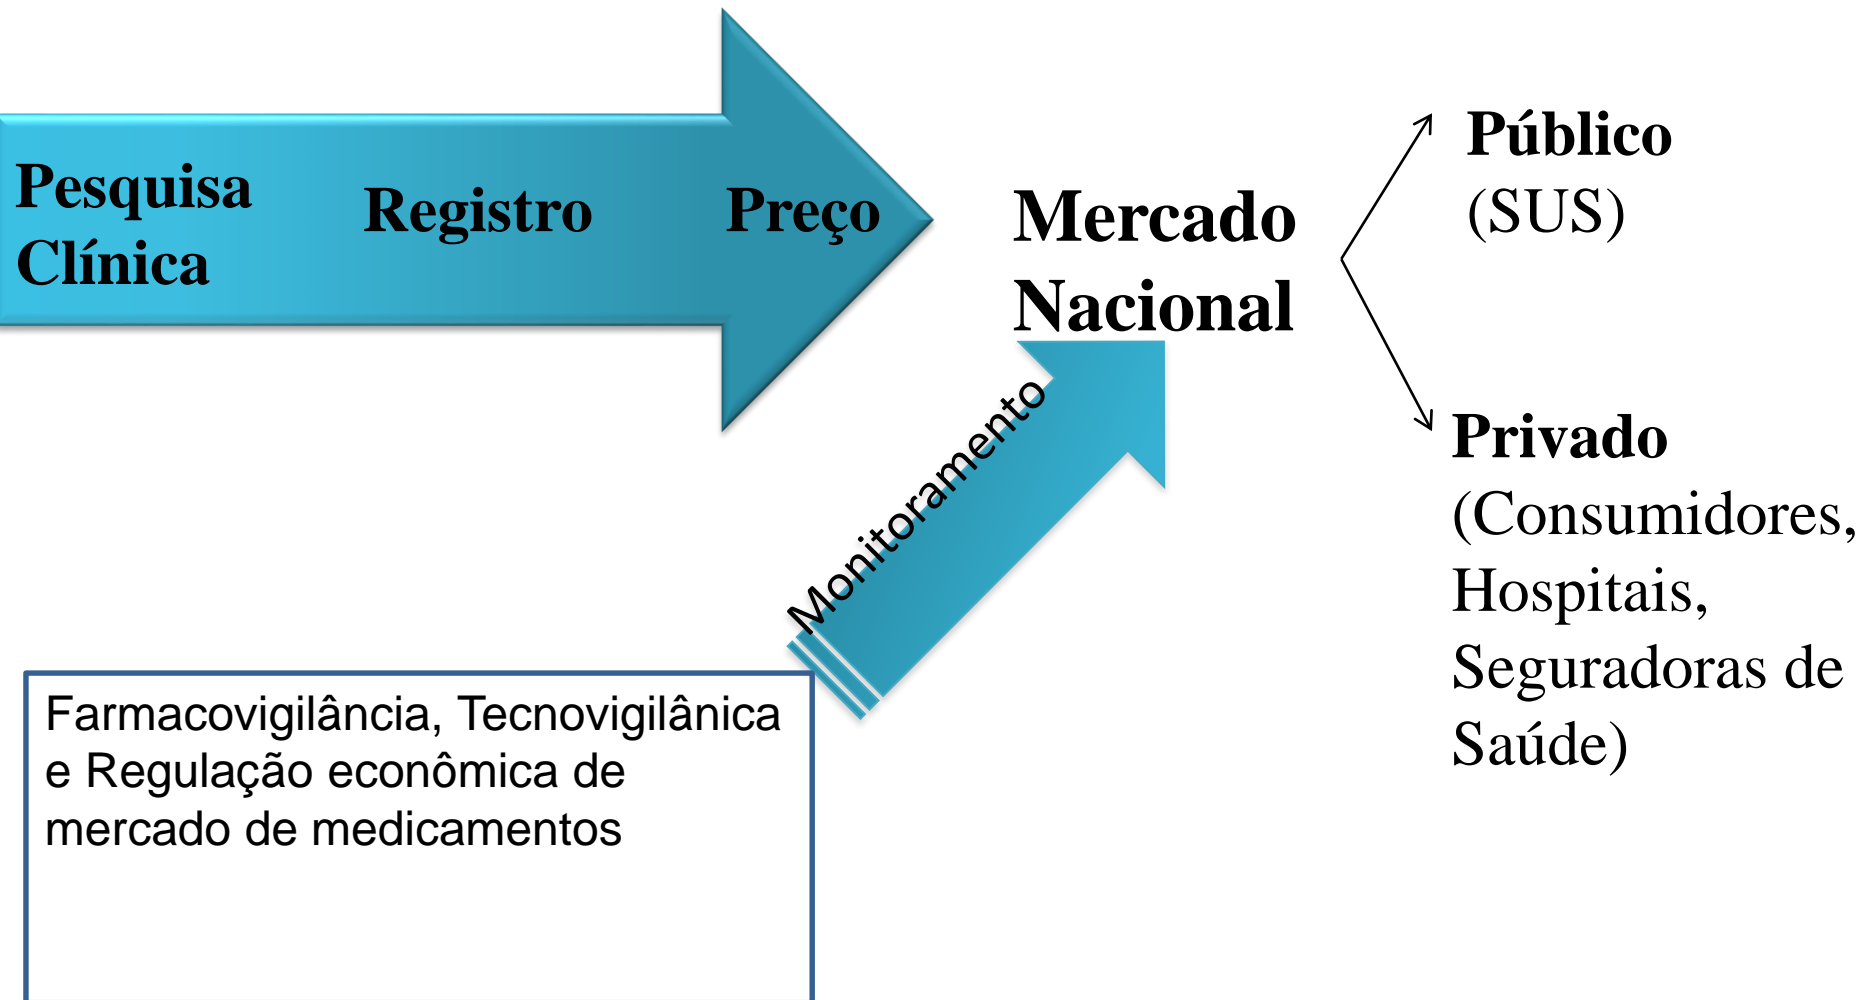 Pesquisa
Clínica
Registro
Preço
Mercado
Nacional
Público
(SUS)
Privado
(Consumidores,
Hospitais,
Seguradoras de
Saúde)
Monitoramento
Farmacovigilância, Tecnovigilânica
e Regulação econômica de
mercado de medicamentos